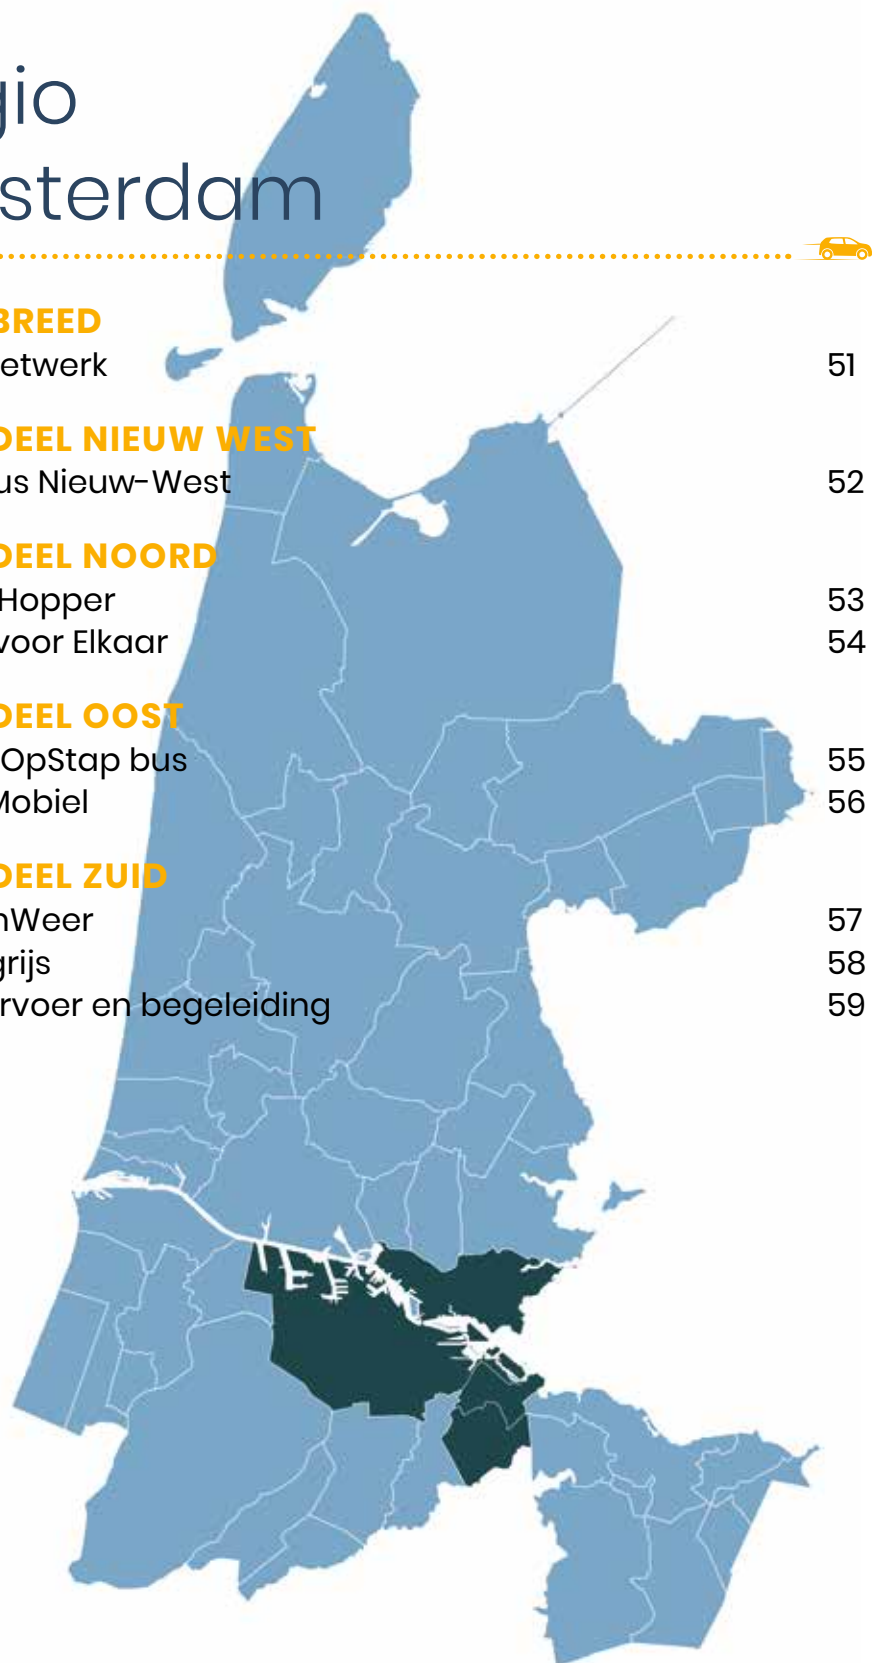 gio
sterdam
BREED
etwerk 51
DEEL NIEUW WEST
us Nieuw-West 52
DEEL NOORD
Hopper 53
voor Elkaar 54
DEEL OOST
OpStap bus 55
Mobiel 56
DEEL ZUID
nWeer 57
grijs 58
rvoer en begeleiding 59